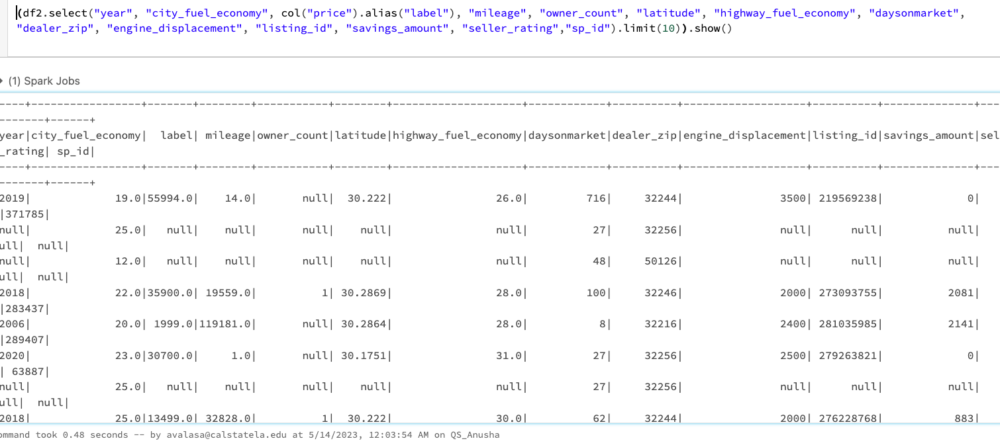 (df2.select("year", "city_fuel_economy", col("price").alias("label"), "mileage", "owner_count", "latitude", "highway_fuel_economy", "daysonmarket",
"dealer_zip", "engine_displacement", "listing_id", "savings_amount", "seller_rating","sp_id").limit(10)).show()
(1) Spark Jobs
----+-----------------+-------+--------+-----------+--------+--------------------+------------+----------+-------------------+----------+--------------+---
-------+------+
year|city_fuel_economy|  label| mileage|owner_count|latitude|highway_fuel_economy|daysonmarket|dealer_zip|engine_displacement|listing_id|savings_amount|sel
_rating| sp_id|
----+-----------------+-------+--------+-----------+--------+--------------------+------------+----------+-------------------+----------+--------------+---
-------+------+
2019|             19.0|55994.0|    14.0|       null|  30.222|                26.0|         716|     32244|               3500| 219569238|             0|
|371785|
null|             25.0|   null|    null|       null|    null|                null|          27|     32256|               null|      null|          null|
ull|  null|
null|             12.0|   null|    null|       null|    null|                null|          48|     50126|               null|      null|          null|
ull|  null|
2018|             22.0|35900.0| 19559.0|          1| 30.2869|                28.0|         100|     32246|               2000| 273093755|          2081|
|283437|
2006|             20.0| 1999.0|119181.0|       null| 30.2864|                28.0|           8|     32216|               2400| 281035985|          2141|
|289407|
2020|             23.0|30700.0|     1.0|       null| 30.1751|                31.0|          27|     32256|               2500| 279263821|             0|
| 63887|
null|             25.0|   null|    null|       null|    null|                null|          27|     32256|               null|      null|          null|
ull|  null|
2018|             25.0|13499.0| 32828.0|          1|  30.222|                30.0|          62|     32244|               2000| 276228768|           883|
ommand took 0.48 seconds -- by avalasa@calstatela.edu at 5/14/2023, 12:03:54 AM on QS_Anusha